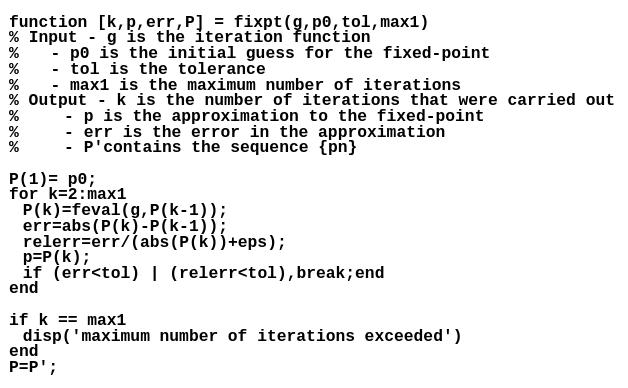 function [k,p,err,P] = fixpt(g,p0,tol,max1)
% Input - g is the iteration function
%   - p0 is the initial guess for the fixed-point
%   - tol is the tolerance
%   - max1 is the maximum number of iterations
% Output - k is the number of iterations that were carried out
%     - p is the approximation to the fixed-point
%     - err is the error in the approximation
%     - P'contains the sequence {pn}

P(1)= p0;
for k=2:max1
  P(k)=feval(g,P(k-1));
  err=abs(P(k)-P(k-1));
  relerr=err/(abs(P(k))+eps);
  p=P(k);
  if (err<tol) | (relerr<tol),break;end
end

if k == max1
  disp('maximum number of iterations exceeded')
end
P=P';